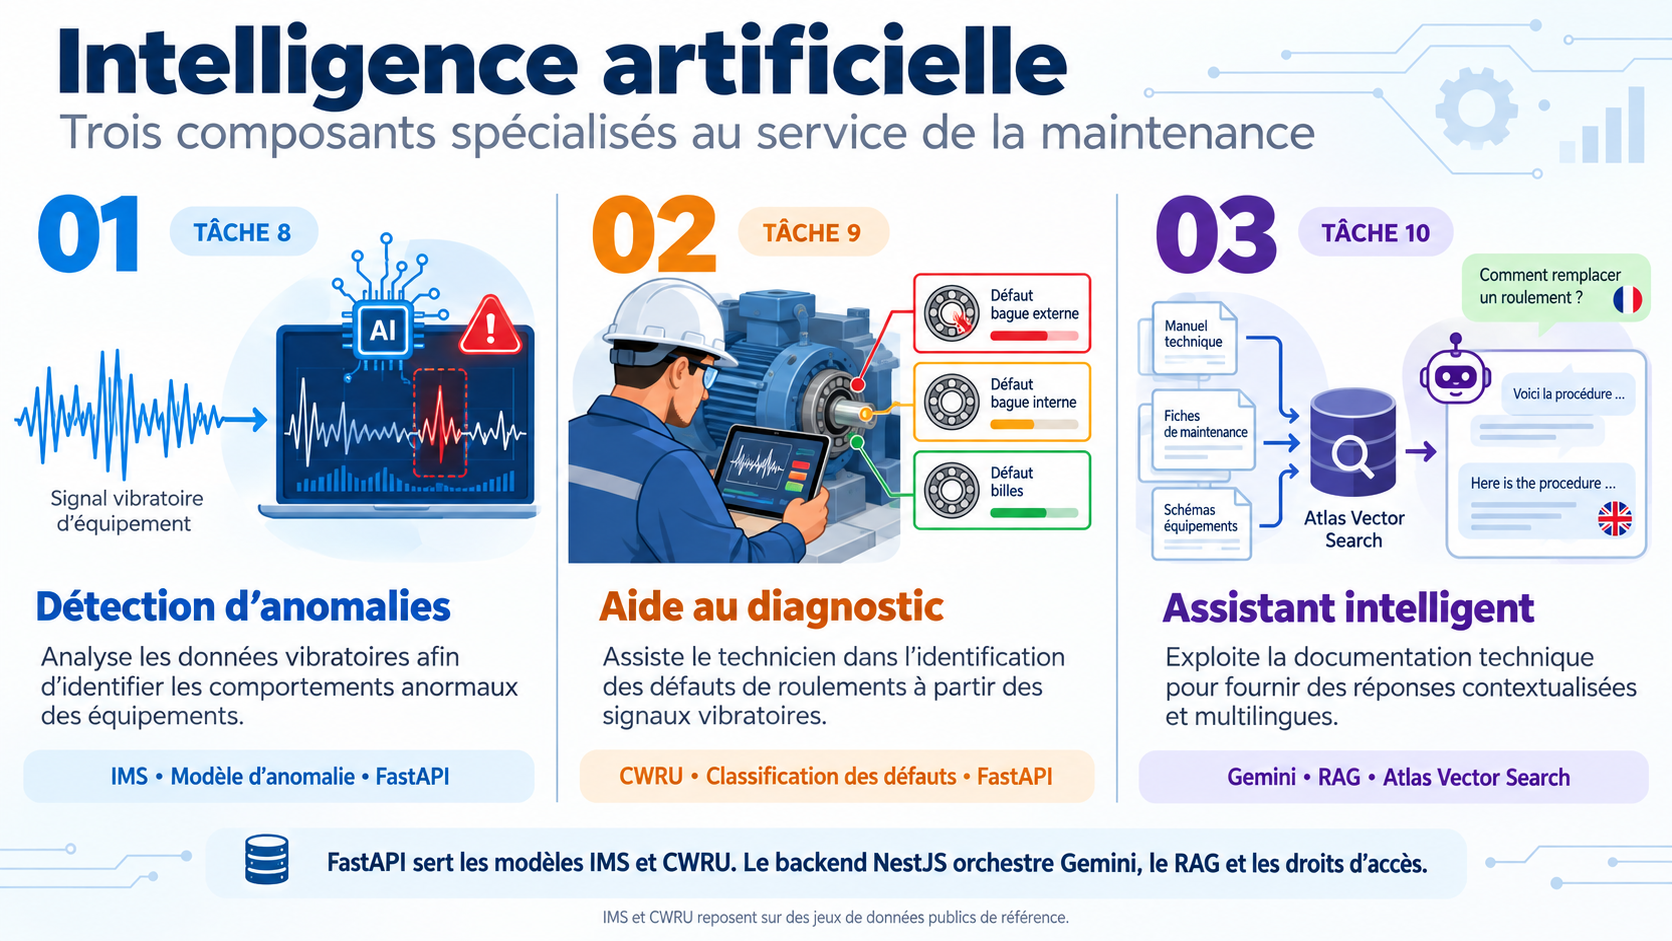 Intelligence artificielle
Trois composants spécialisés au service de la maintenance
01
TÂCHE 8
AI
Signal vibratoire
d’équipement
Détection d’anomalies
Analyse les données vibratoires afin
d’identifier les comportements anormaux
des équipements.
IMS • Modèle d’anomalie • FastAPI
02
TÂCHE 9
Défaut
bague externe
Défaut
bague interne
Défaut
billes
Aide au diagnostic
Assiste le technicien dans l’identification
des défauts de roulements à partir des
signaux vibratoires.
CWRU • Classification des défauts • FastAPI
03
TÂCHE 10
Comment remplacer
un roulement ?
Manuel
technique
Fiches
de maintenance
Schémas
équipements
Atlas Vector
Search
Voici la procédure ...
Here is the procedure ...
Assistant intelligent
Exploite la documentation technique
pour fournir des réponses contextualisées
et multilingues.
Gemini • RAG • Atlas Vector Search
FastAPI sert les modèles IMS et CWRU. Le backend NestJS orchestre Gemini, le RAG et les droits d’accès.
IMS et CWRU reposent sur des jeux de données publics de référence.